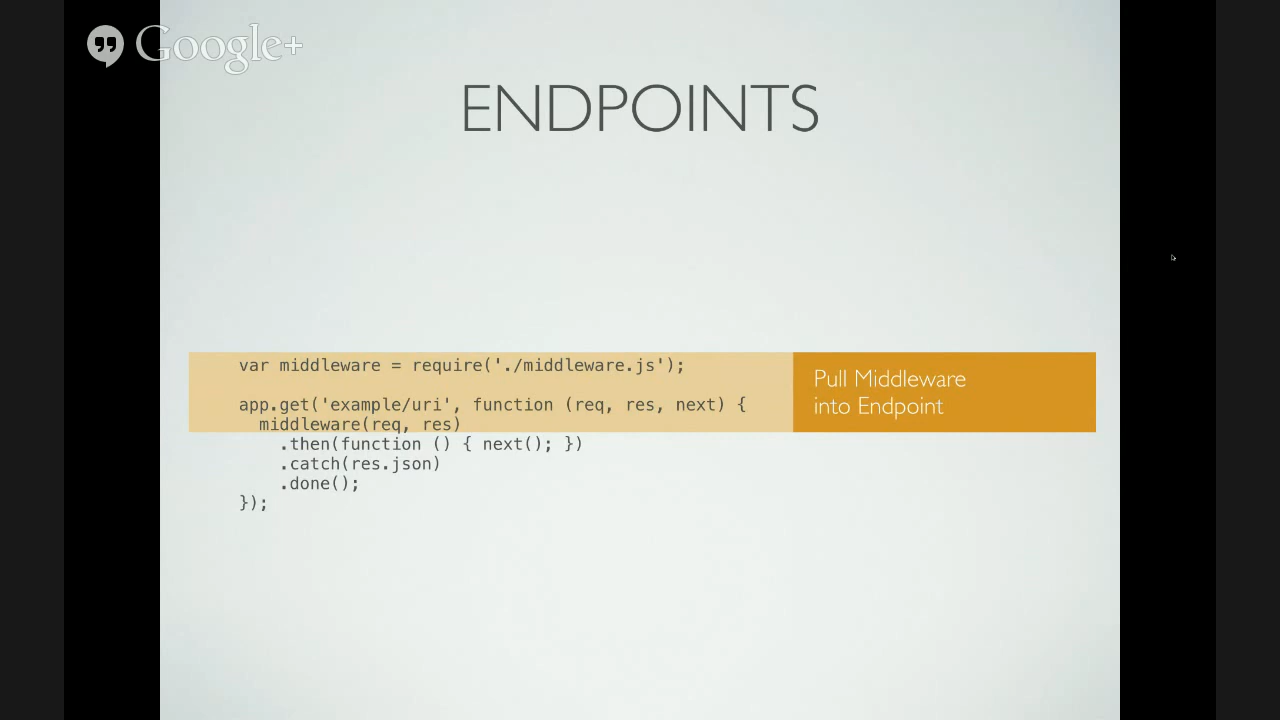 Google+
ENDPOINTS
var middleware = require('./middleware.js');
app.get('example/uri', function (req, res, next) {
  middleware(req, res)
    .then(function () { next(); })
    .catch(res.json)
    .done();
});
Pull Middleware
into Endpoint